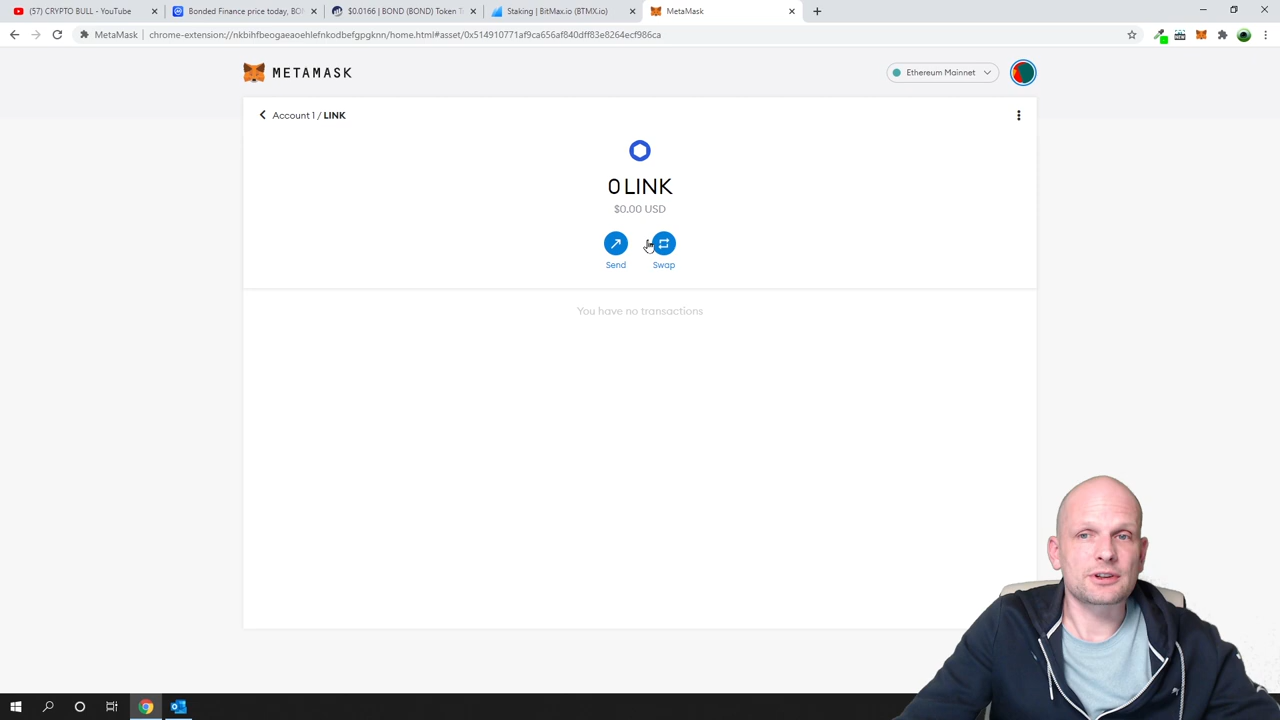 (57) CRYPTO BULL - YouTube
Bonded Finance price today, BON
$0.0166 | BOND (BOND) Token T
Staking | BitMax.io (BTMX.io)
MetaMask
MetaMask
chrome-extension://nkbihfbeogaeaoehlefnkodbefgpgknn/home.html#asset/0x514910771af9ca656af840dff83e8264ecf986ca
METAMASK
Ethereum Mainnet
Account 1 / LINK
0 LINK
$0.00 USD
Send
Swap
You have no transactions